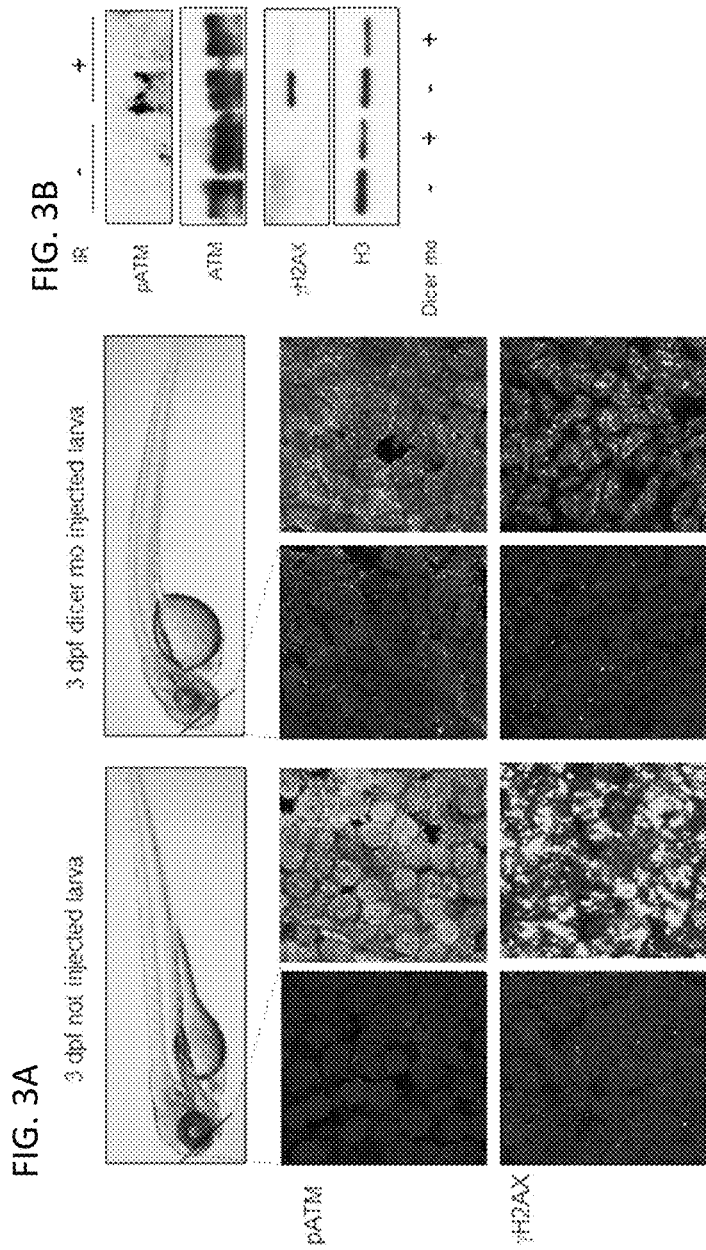 FIG. 3A
3 dpf not injected larva
3 dpf dicer mo injected larva
pATM
γH2AX
FIG. 3B
IR
- +
pATM
ATM
γH2AX
H3
Dicer mo
- + - +